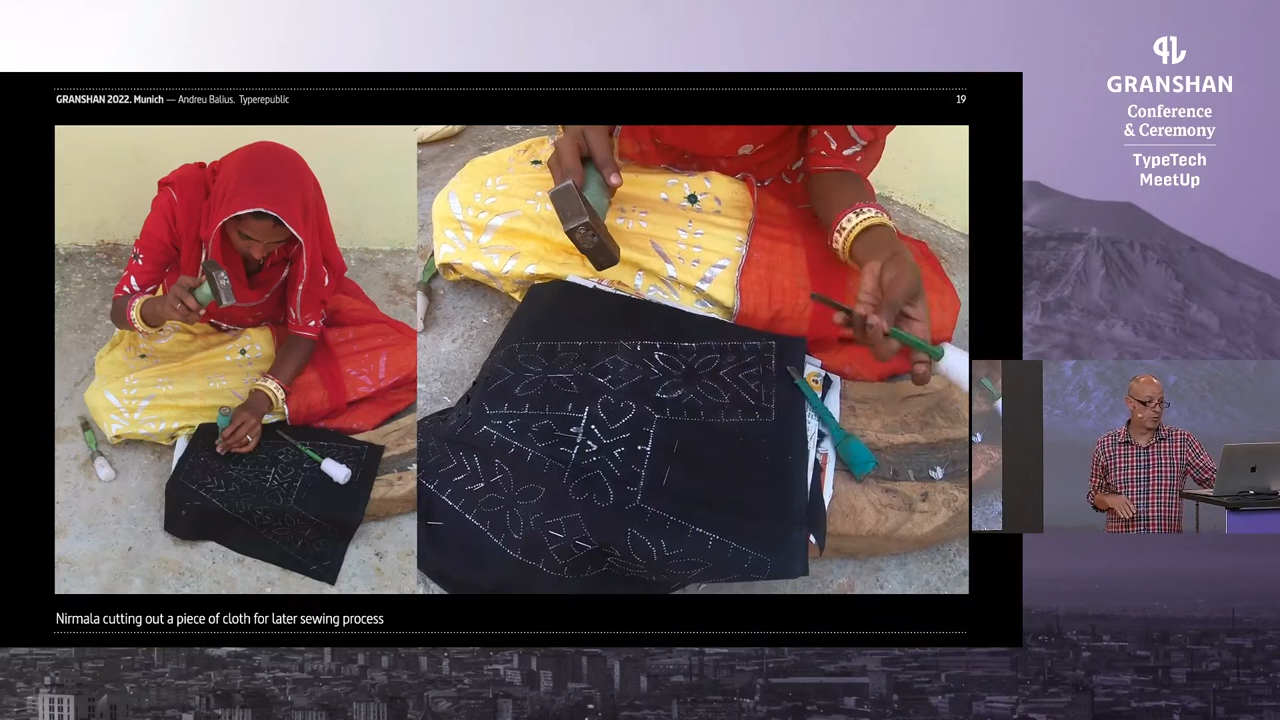 GRANSHAN 2022. Munich — Andreu Balius. Typerepublic
19
Nirmala cutting out a piece of cloth for later sewing process
GRANSHAN
Conference
& Ceremony
TypeTech
MeetUp